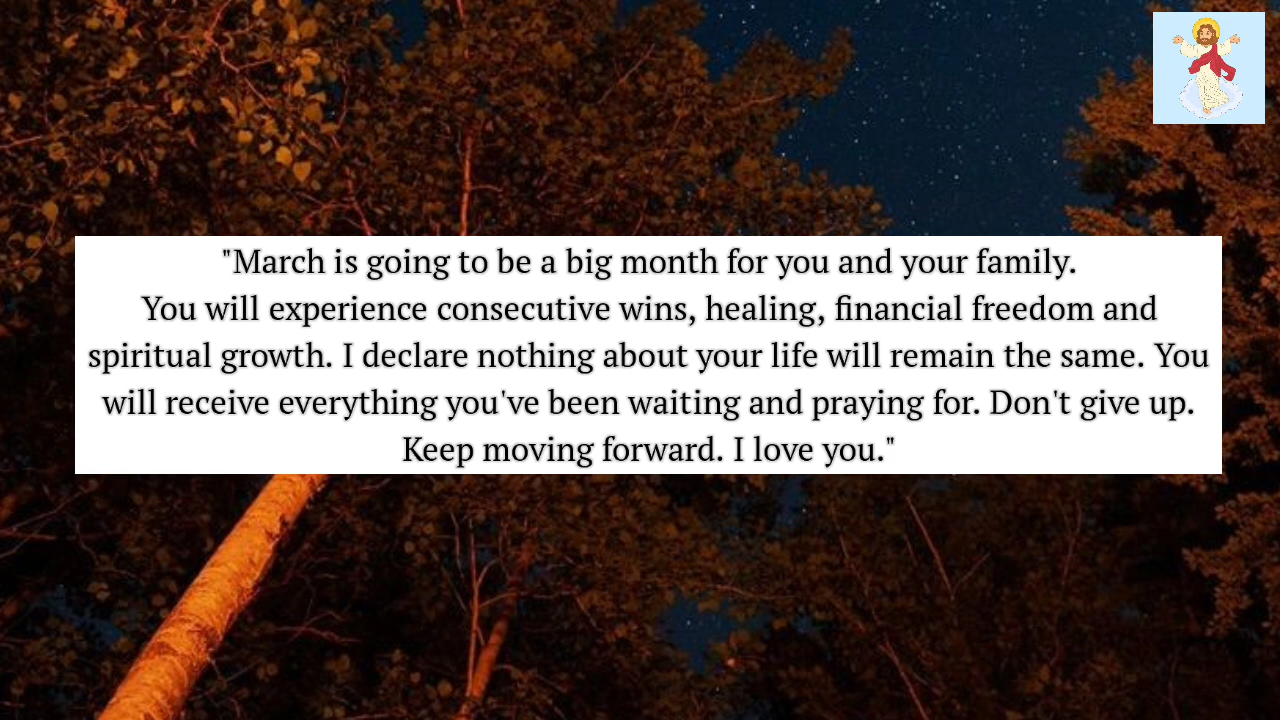 "March is going to be a big month for you and your family.
You will experience consecutive wins, healing, financial freedom and
spiritual growth. I declare nothing about your life will remain the same. You
will receive everything you've been waiting and praying for. Don't give up.
Keep moving forward. I love you."